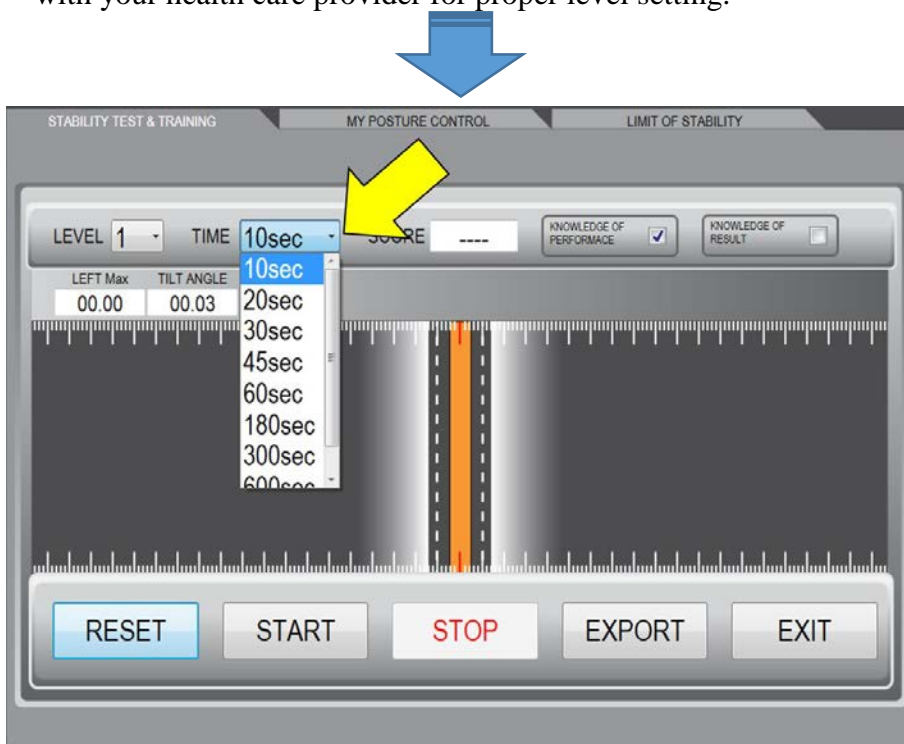 with your health care provider for proper level setting.
STABILITY TEST & TRAINING MY POSTURE CONTROL LIMIT OF STABILITY
LEVEL 1 TIME 10sec SCORE ---- KNOWLEDGE OF PERFORMACE KNOWLEDGE OF RESULT
LEFT Max TILT ANGLE
00.00 00.03
10sec
20sec
30sec
45sec
60sec
180sec
300sec
600sec
RESET START STOP EXPORT EXIT